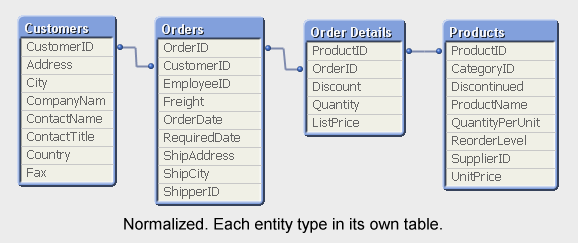 Customers
CustomerID
Address
City
CompanyNam
ContactName
ContactTitle
Country
Fax
Orders
OrderID
CustomerID
EmployeeID
Freight
OrderDate
RequiredDate
ShipAddress
ShipCity
ShipperID
Order Details
ProductID
OrderID
Discount
Quantity
ListPrice
Products
ProductID
CategoryID
Discontinued
ProductName
QuantityPerUnit
ReorderLevel
SupplierID
UnitPrice
Normalized. Each entity type in its own table.